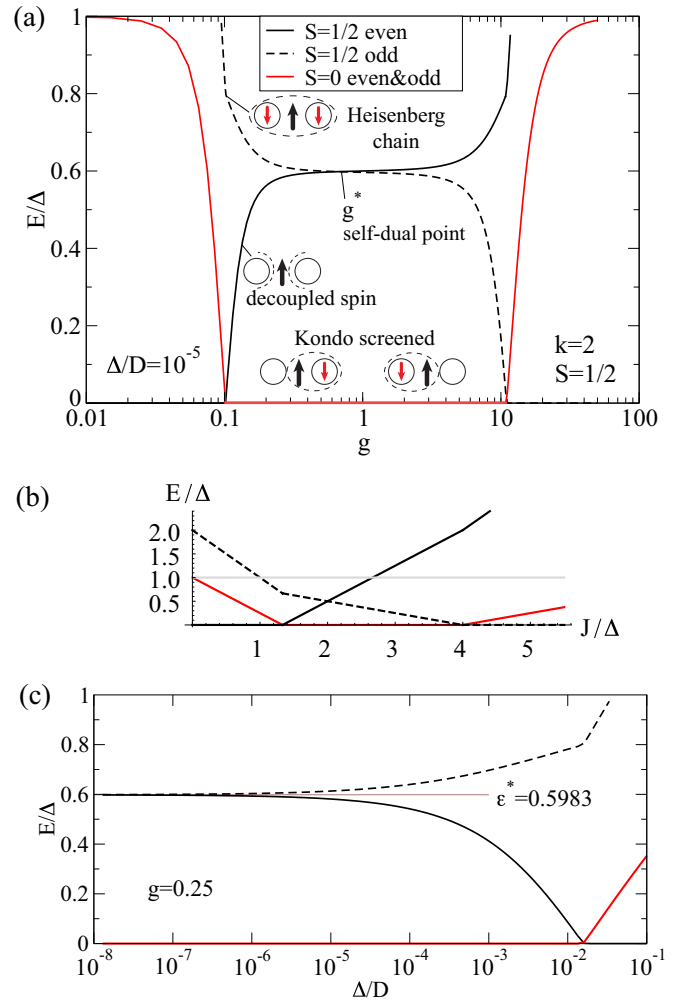 (a)
1
0.8
0.6
0.4
0.2
0
E/Δ
S=1/2 even
S=1/2 odd
S=0 even&odd
Heisenberg
chain
g*
self-dual point
decoupled spin
Kondo screened
Δ/D=10^-5
k=2
S=1/2
0.01 0.1 1 10 100
g
(b)
E/Δ
2.0
1.5
1.0
0.5
1 2 3 4 5
J/Δ
(c)
1
0.8
0.6
0.4
0.2
0
E/Δ
ε*=0.5983
g=0.25
10^-8 10^-7 10^-6 10^-5 10^-4 10^-3 10^-2 10^-1
Δ/D